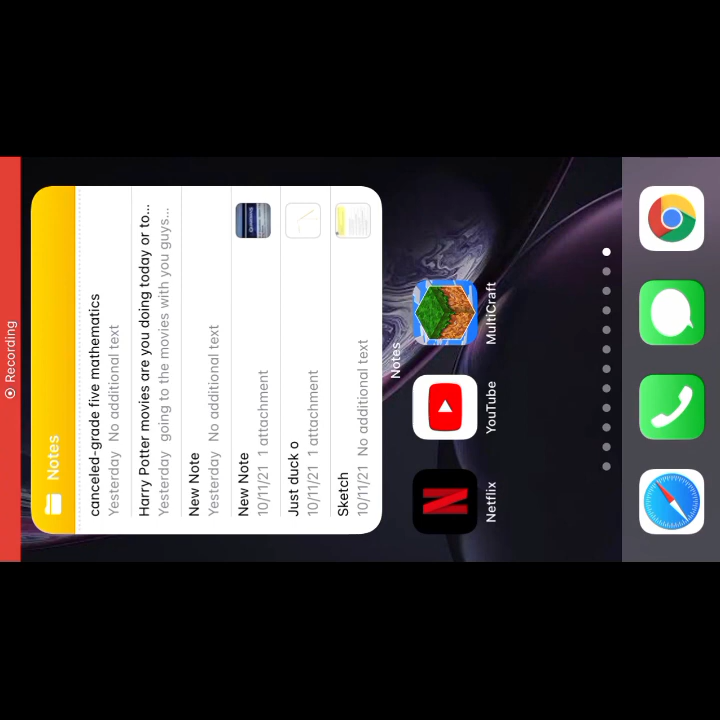 Recording
Notes
canceled-grade five mathematics
Yesterday No additional text
Harry Potter movies are you doing today or to...
Yesterday going to the movies with you guys...
New Note
Yesterday No additional text
New Note
10/11/21 1 attachment
Just duck o
10/11/21 1 attachment
Sketch
10/11/21 No additional text
Notes
Netflix
YouTube
MultiCraft